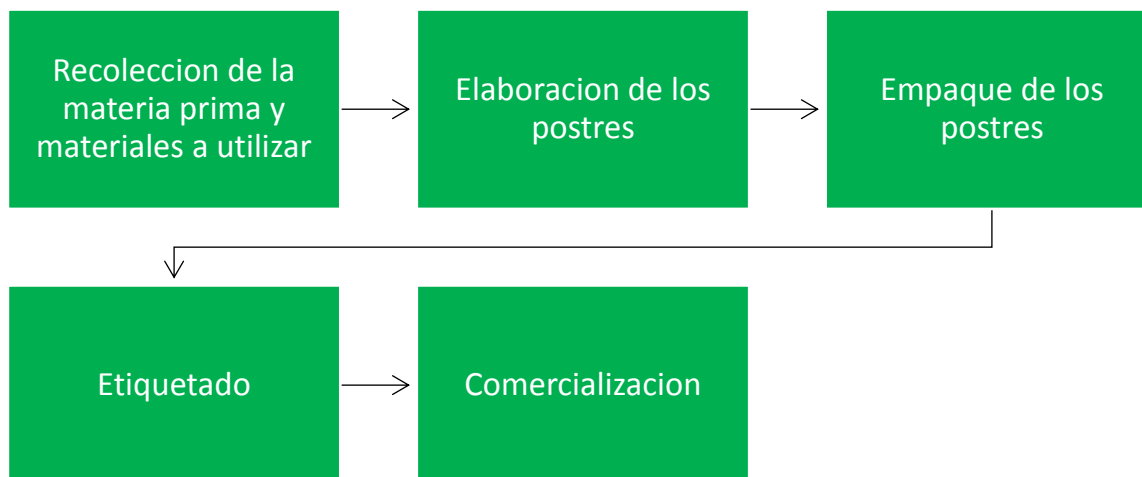 Recoleccion de la
materia prima y
materiales a utilizar
Elaboracion de los
postres
Empaque de los
postres
Etiquetado
Comercializacion